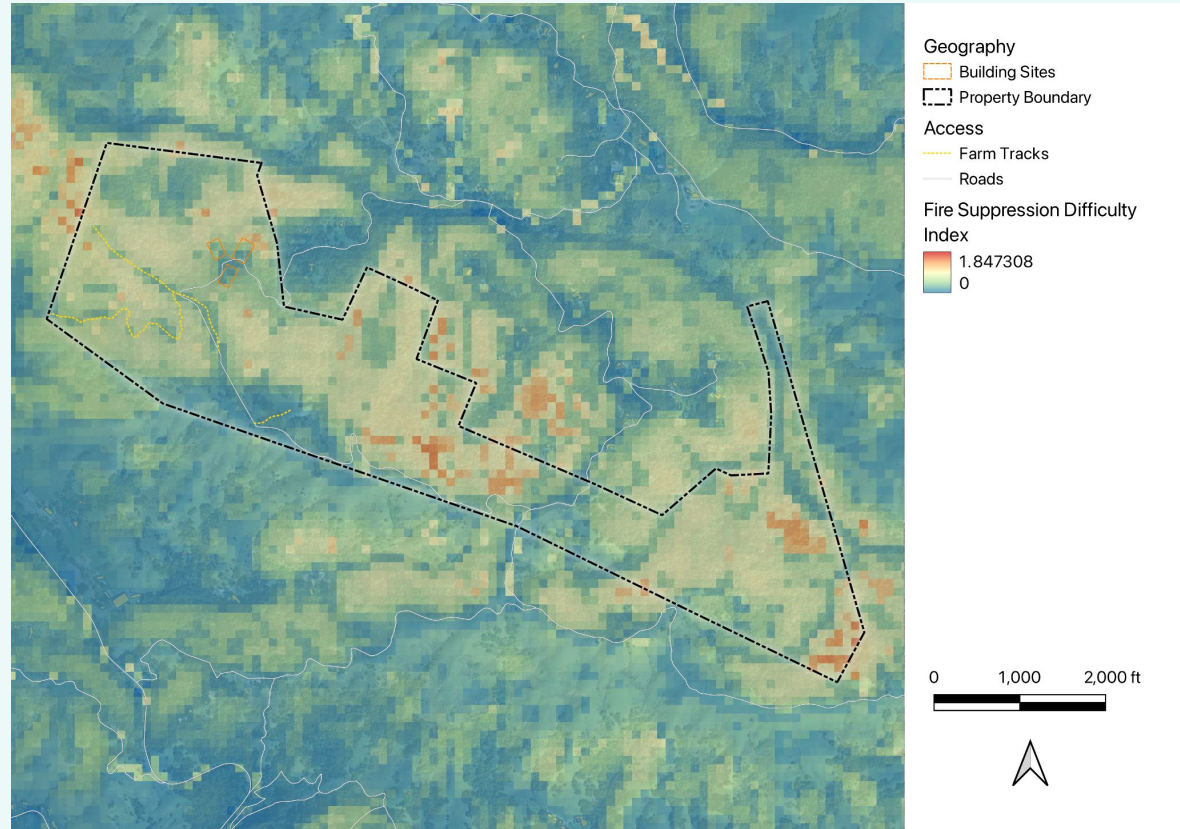 Geography
Building Sites
Property Boundary
Access
Farm Tracks
Roads
Fire Suppression Difficulty
Index
1.847308
0
0 1,000 2,000 ft